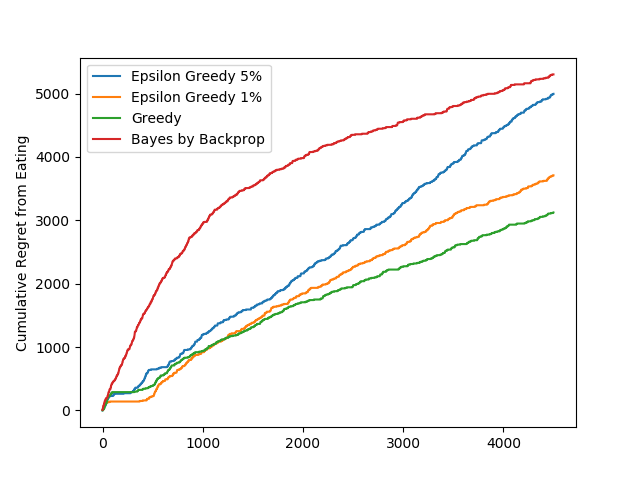 Epsilon Greedy 5%
Epsilon Greedy 1%
Greedy
Bayes by Backprop
Cumulative Regret from Eating
5000
4000
3000
2000
1000
0
0 1000 2000 3000 4000